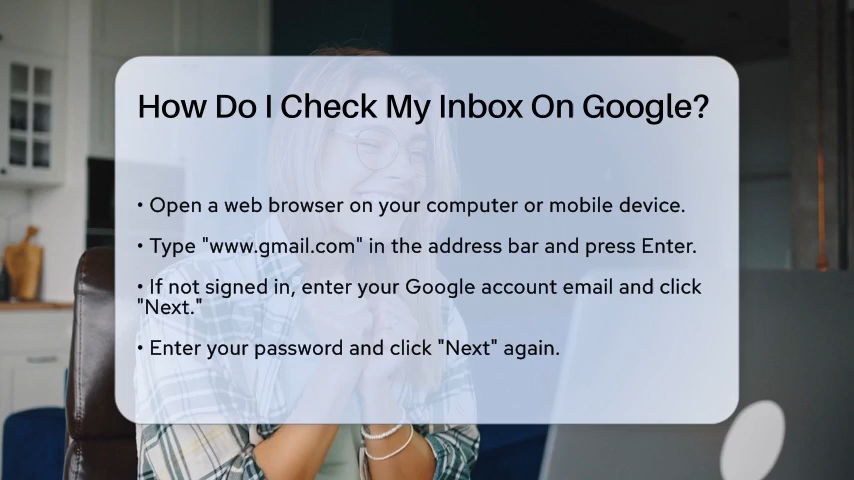 How Do I Check My Inbox On Google?
• Open a web browser on your computer or mobile device.
• Type "www.gmail.com" in the address bar and press Enter.
• If not signed in, enter your Google account email and click
"Next."
• Enter your password and click "Next" again.